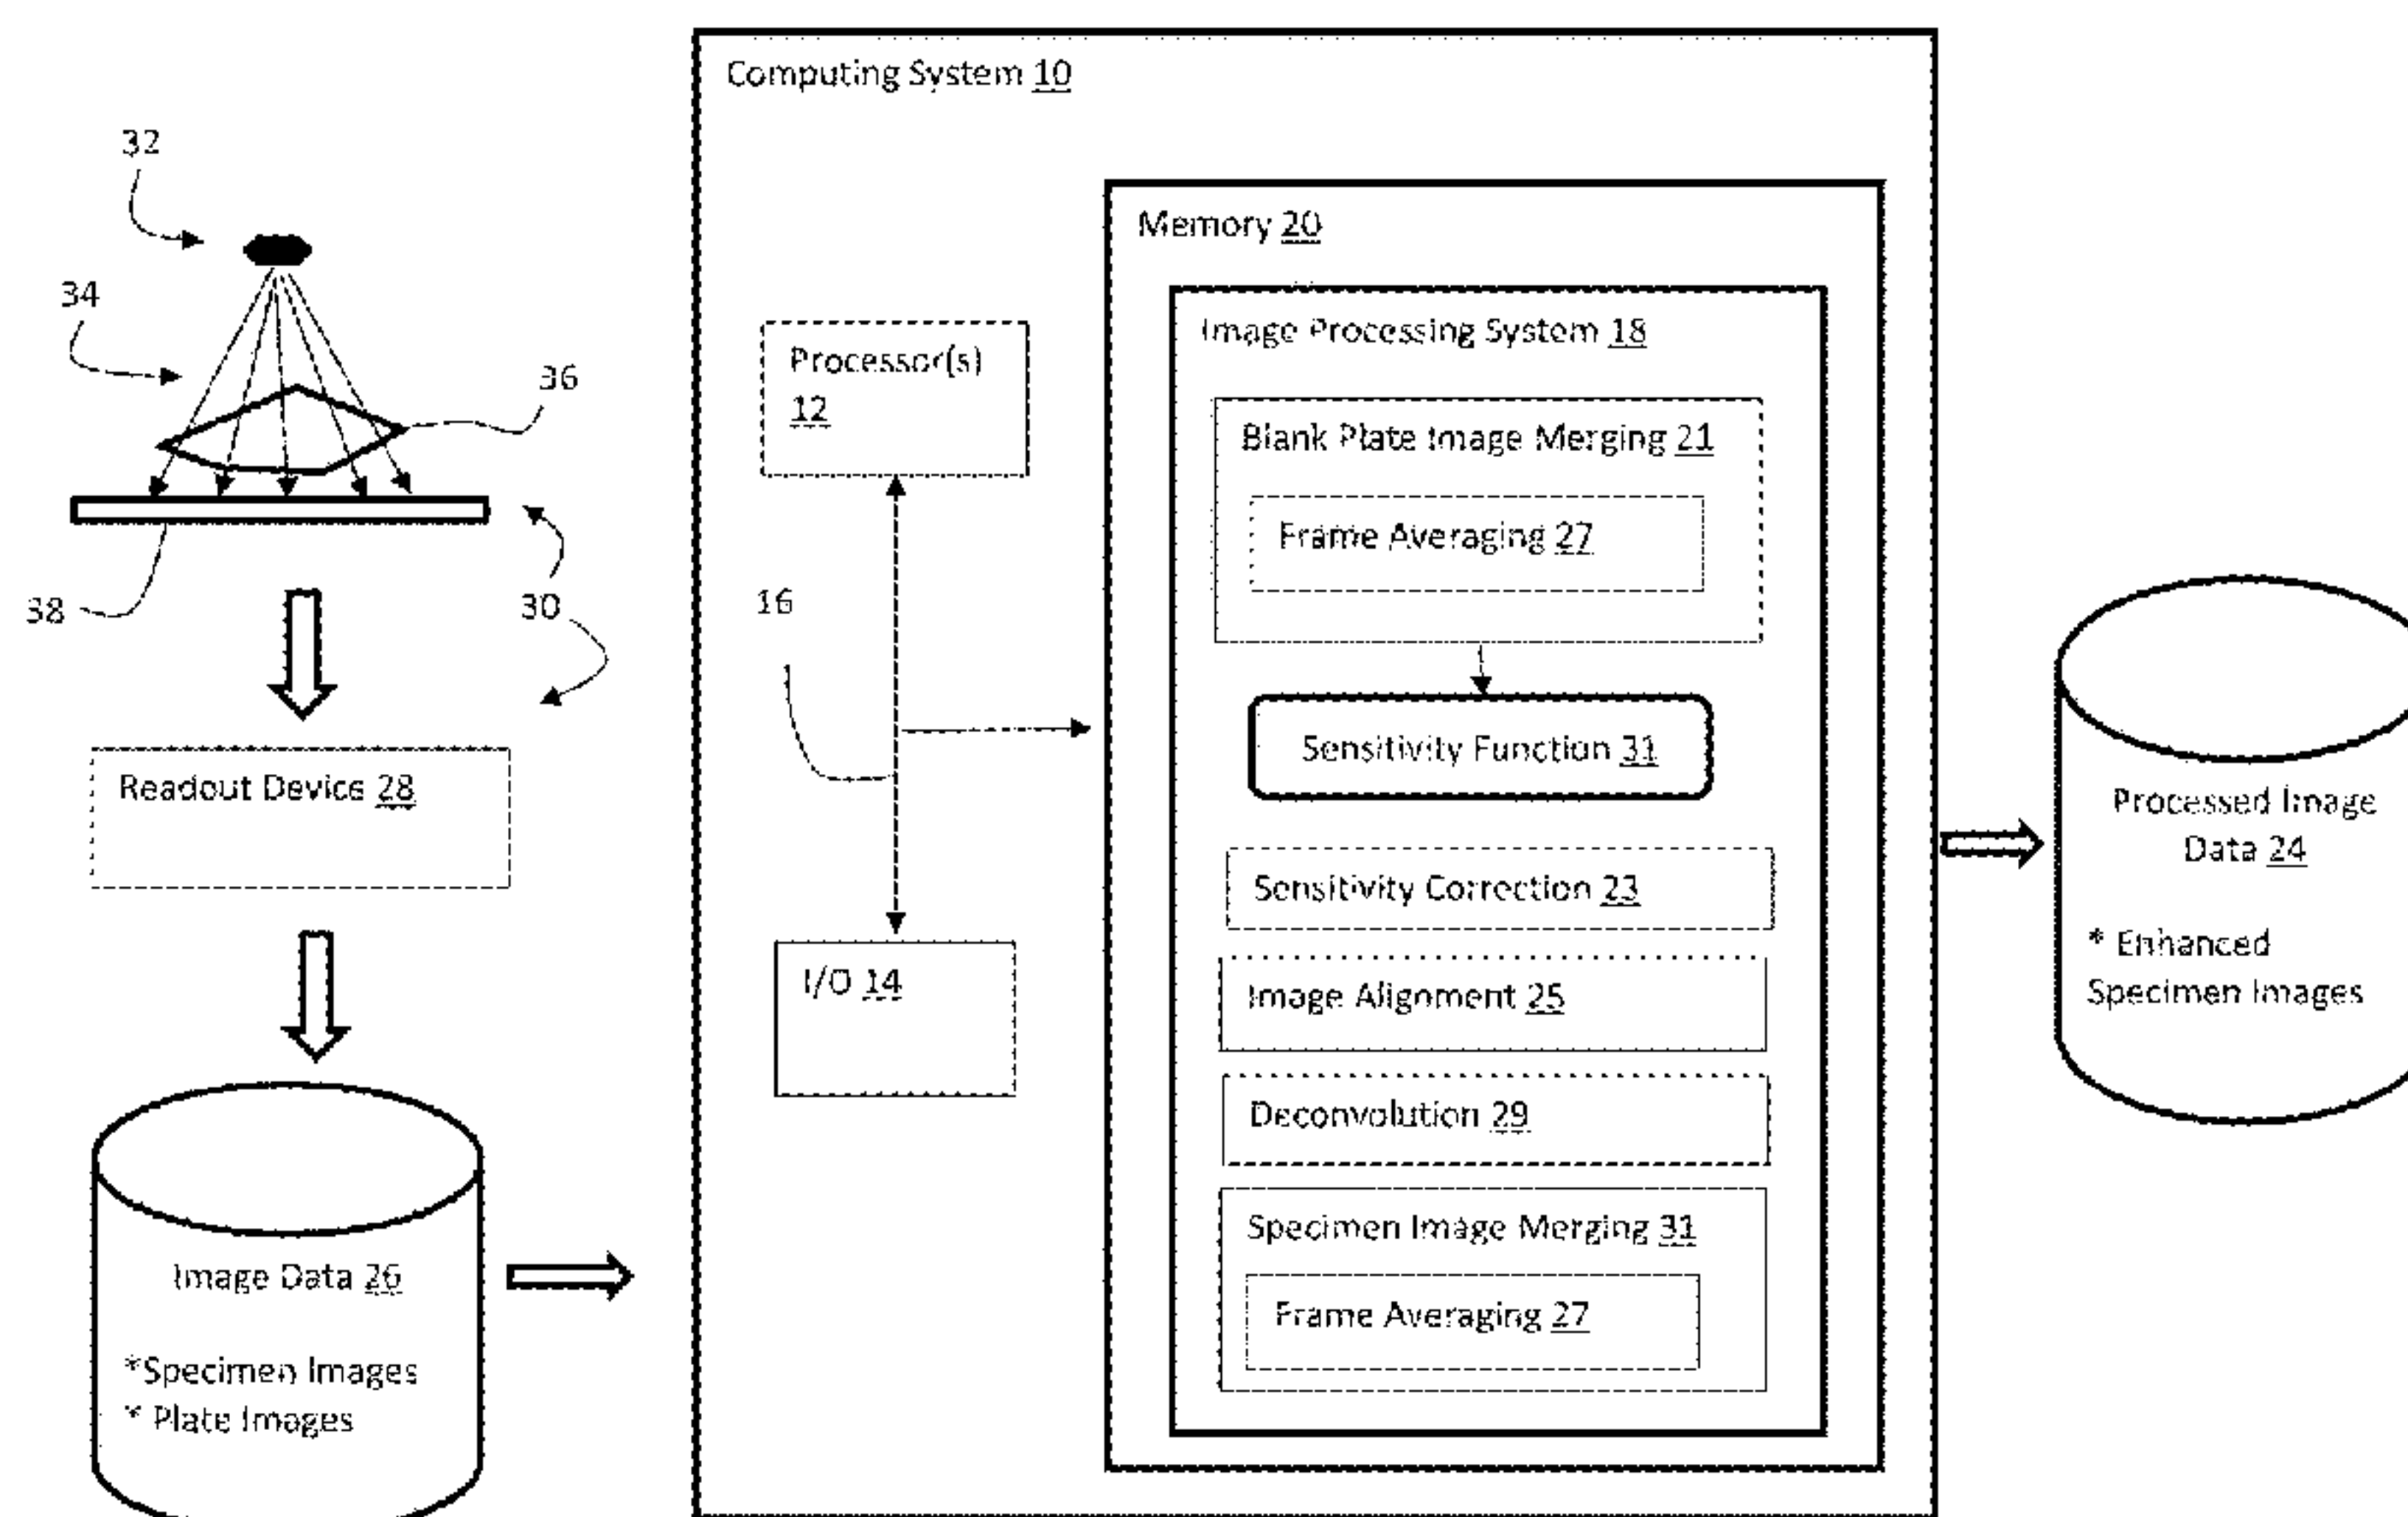 32
34
36
38
30
Readout Device 28
Image Data 26
*Specimen Images
* Plate Images
Computing System 10
Processor(s)
12
16
I/O 14
Memory 20
Image Processing System 18
Blank Plate Image Merging 21
Frame Averaging 27
Sensitivity Function 31
Sensitivity Correction 23
Image Alignment 25
Deconvolution 29
Specimen Image Merging 31
Frame Averaging 27
Processed Image
Data 24
* Enhanced
Specimen Images